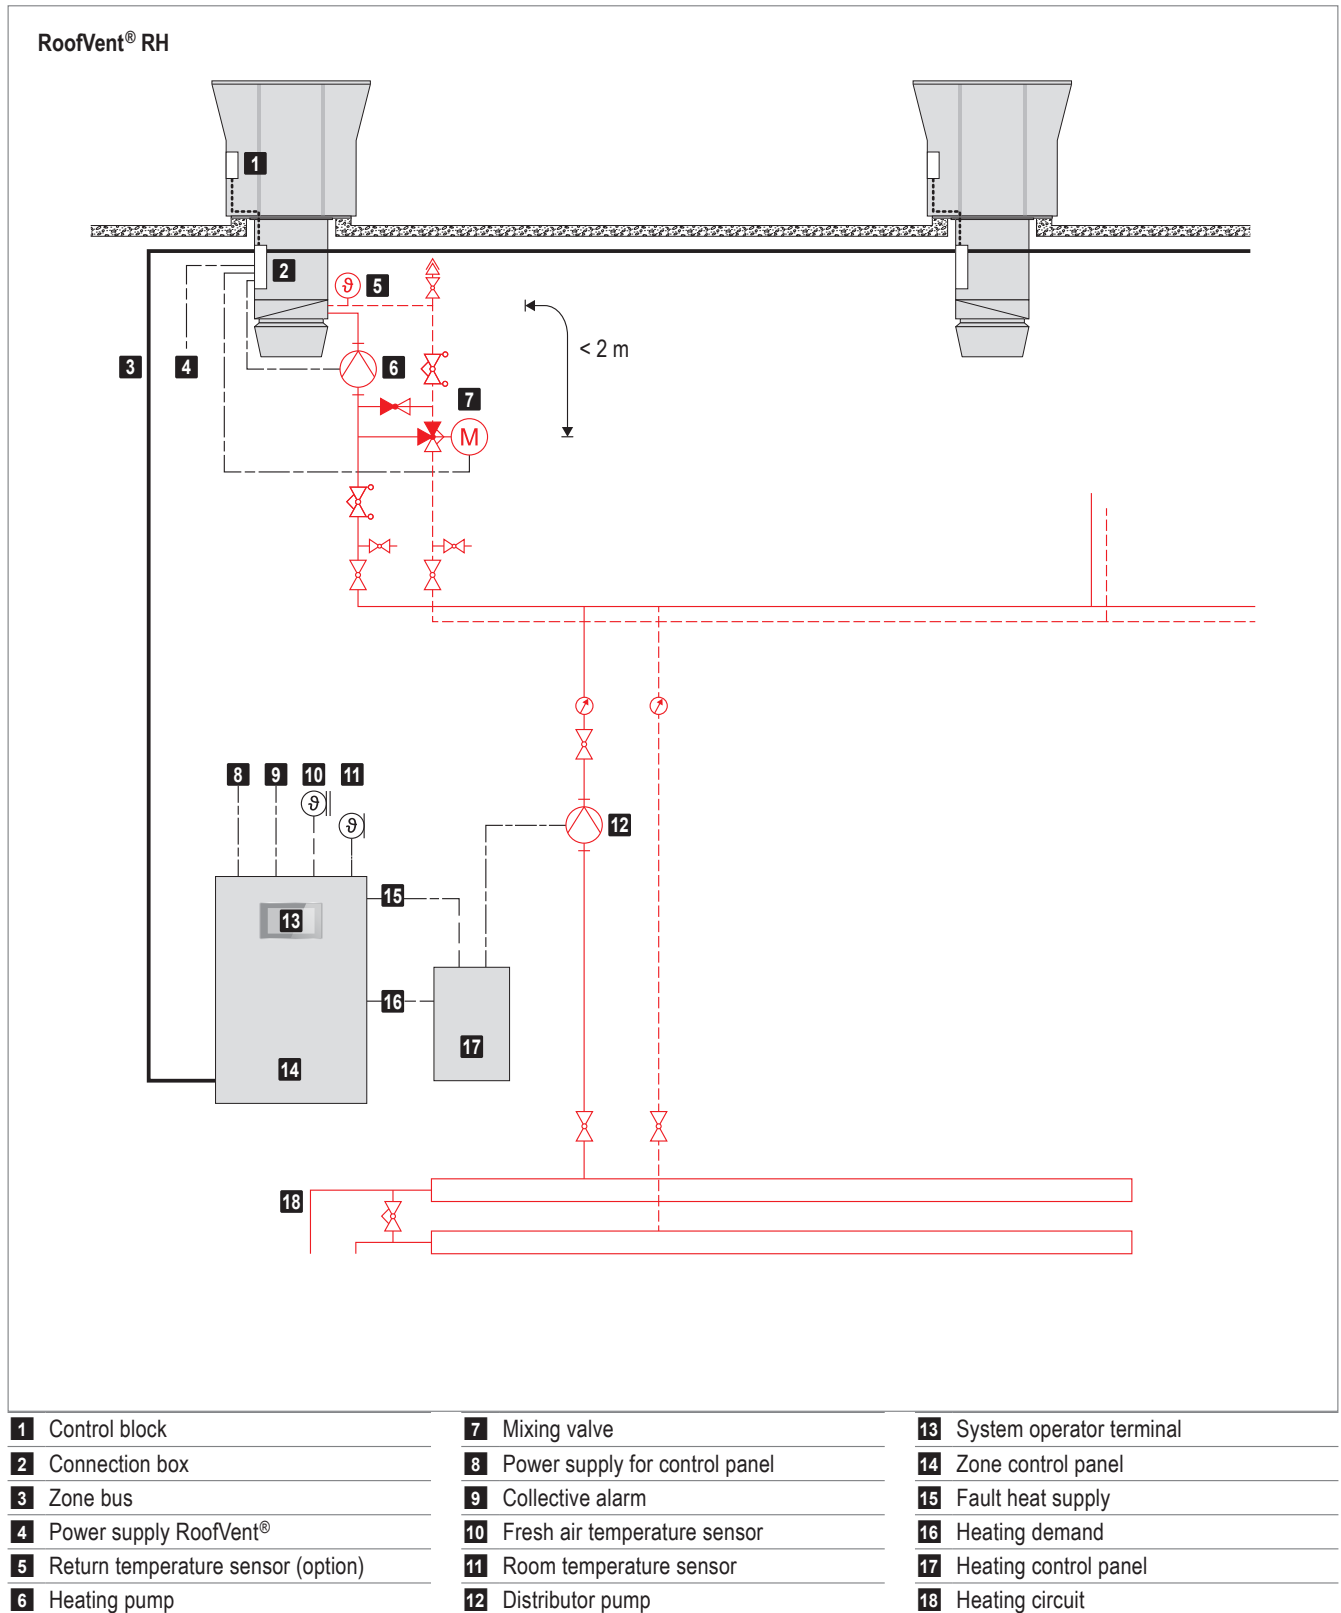 RoofVent® RH
1
2
ϑ 5
< 2 m
3
4
6
7
M
8 9 10 11
ϑ
ϑ
12
15
13
16
17
14
18
1 Control block
2 Connection box
3 Zone bus
4 Power supply RoofVent®
5 Return temperature sensor (option)
6 Heating pump
7 Mixing valve
8 Power supply for control panel
9 Collective alarm
10 Fresh air temperature sensor
11 Room temperature sensor
12 Distributor pump
13 System operator terminal
14 Zone control panel
15 Fault heat supply
16 Heating demand
17 Heating control panel
18 Heating circuit